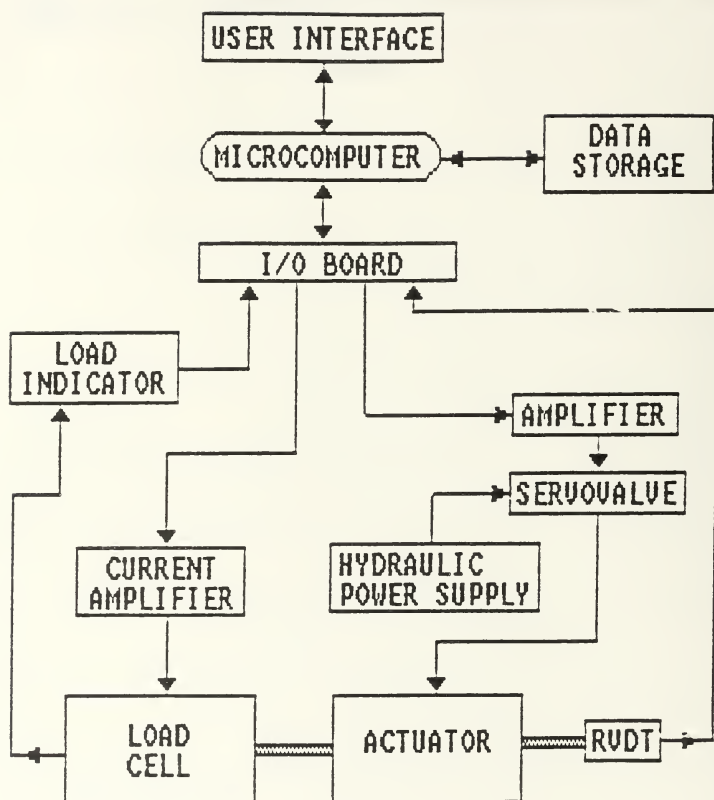 USER INTERFACE
MICROCOMPUTER
DATA
STORAGE
I/O BOARD
LOAD
INDICATOR
AMPLIFIER
SERVOVALVE
CURRENT
AMPLIFIER
HYDRAULIC
POWER SUPPLY
LOAD
CELL
ACTUATOR
RVDT